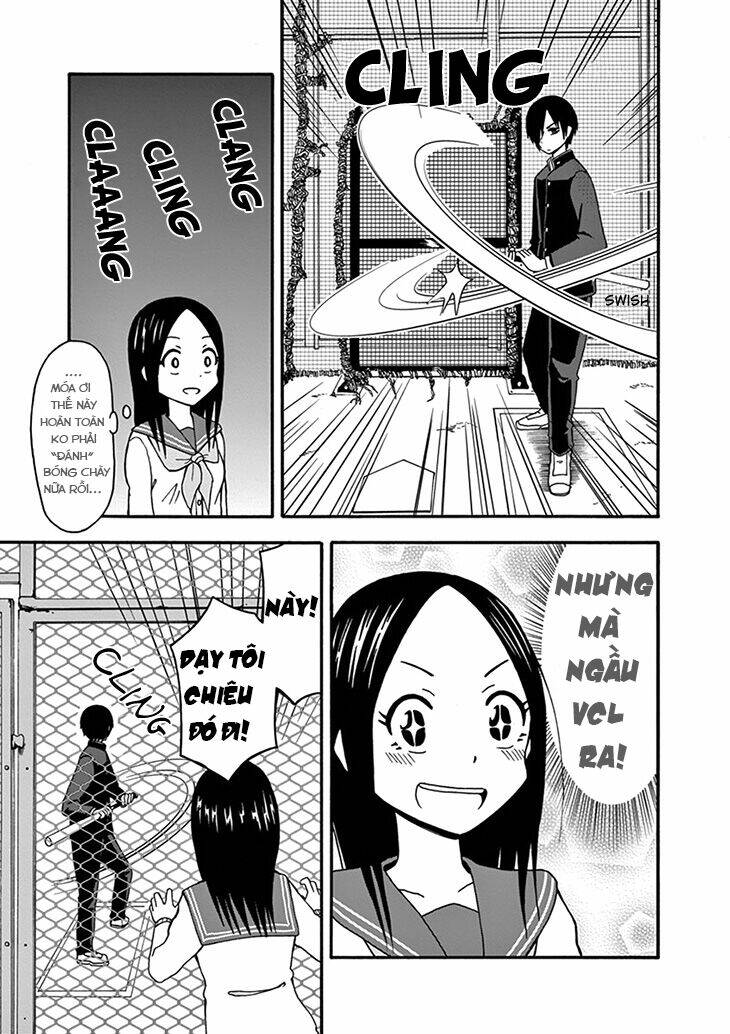 CLING
SWISH
CLANG
CLING
CLAAANG
....
MÓA ƠI
THẾ NÀY
HOÀN TOÀN
KO PHẢI
"ĐÁNH"
BÓNG CHÀY
NỮA RỒI...
NHƯNG
MÀ
NGẦU
VCL
RA!
NÀY!
DẠY TÔI
CHIÊU
ĐÓ ĐI!
CLING